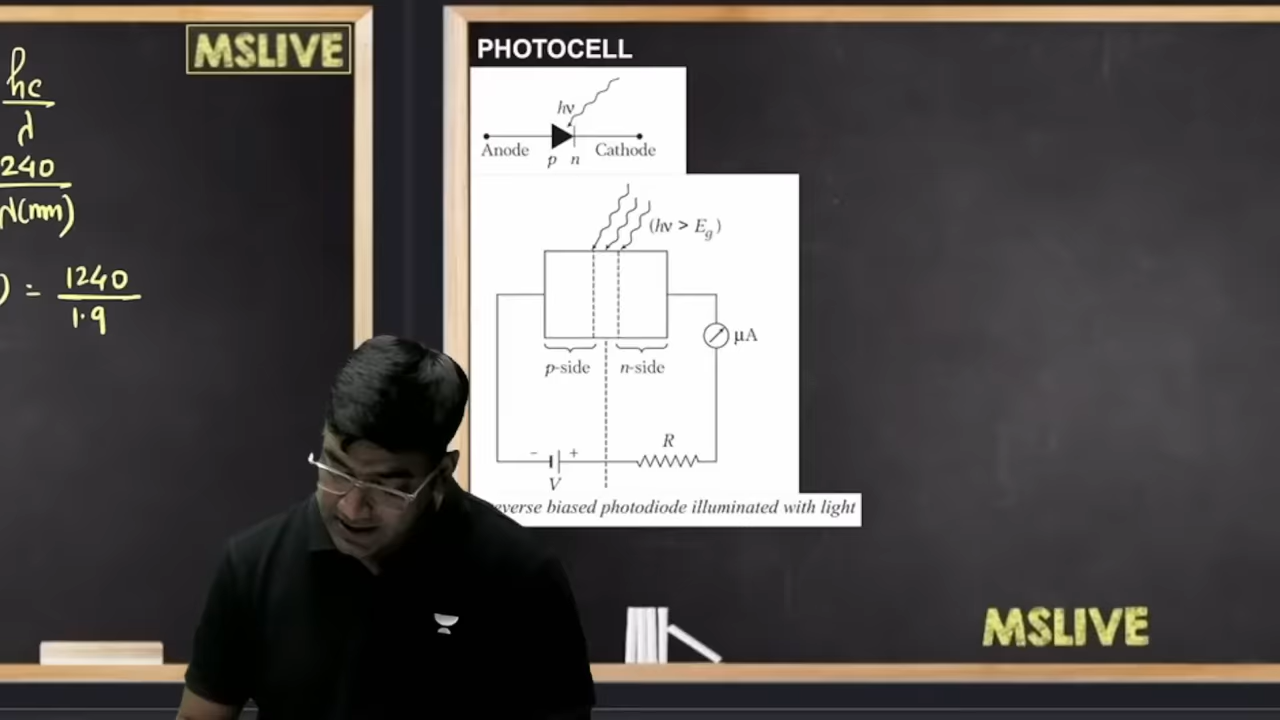 MSLIVE
hc
λ
240
λ(nm)
= 1240
1.9
PHOTOCELL
hν
Anode
Cathode
p n
(hν > Eg)
μA
p-side
n-side
R
- +
V
everse biased photodiode illuminated with light
MSLIVE